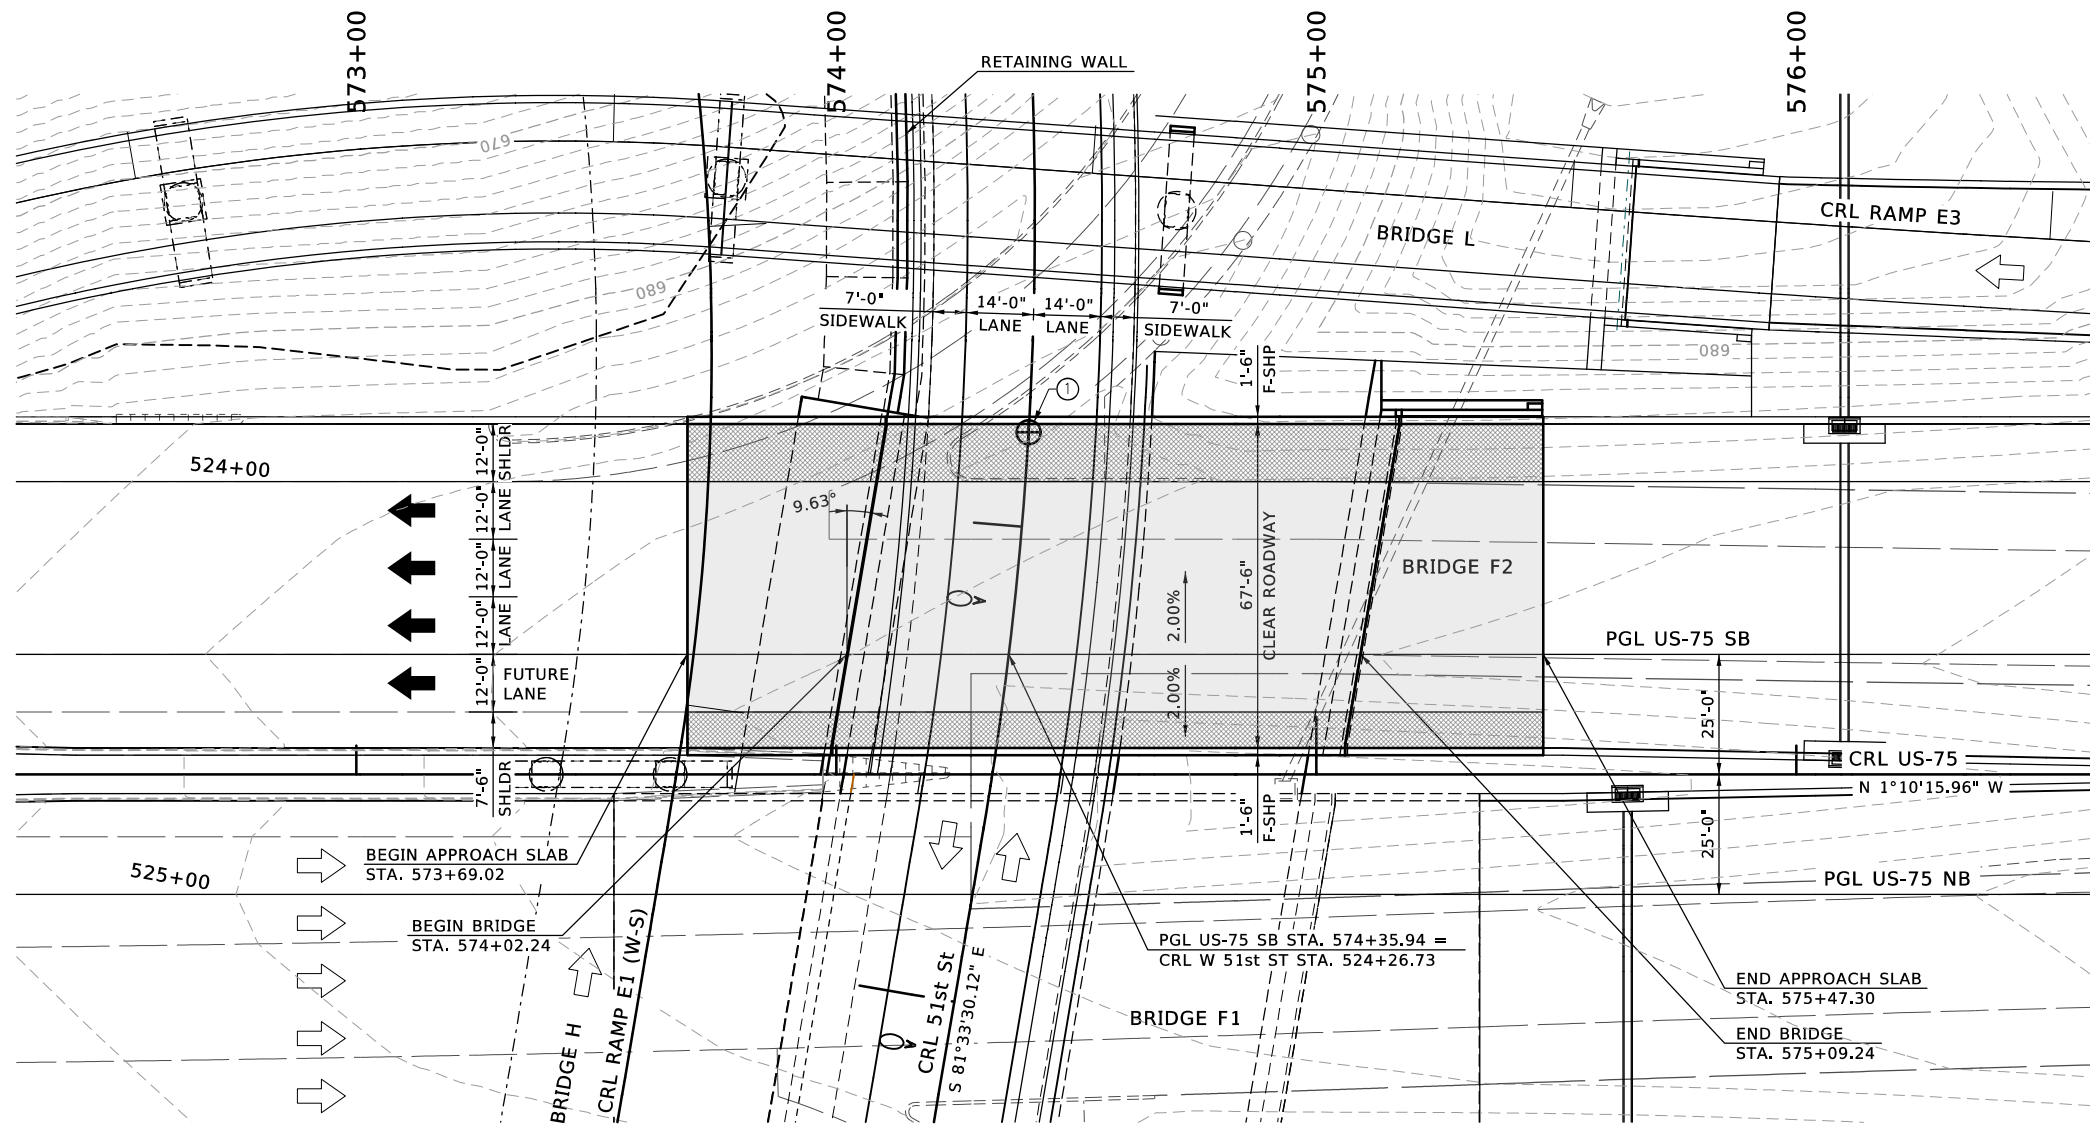 573+00
574+00
575+00
576+00
RETAINING WALL
670
680
680
BRIDGE L
CRL RAMP E3
7'-0"
SIDEWALK
14'-0"
LANE
14'-0"
LANE
7'-0"
SIDEWALK
1'-6"
F-SHP
1
524+00
12'-0"
SHLDR
12'-0"
LANE
12'-0"
LANE
12'-0"
LANE
12'-0"
FUTURE
LANE
7'-6"
SHLDR
9.63°
2.00%
2.00%
67'-6"
CLEAR ROADWAY
BRIDGE F2
PGL US-75 SB
25'-0"
25'-0"
CRL US-75
N 1°10'15.96" W
PGL US-75 NB
1'-6"
F-SHP
525+00
BEGIN APPROACH SLAB
STA. 573+69.02
BEGIN BRIDGE
STA. 574+02.24
BRIDGE H
CRL RAMP E1 (W-S)
CRL 51st St
S 81°33'30.12" E
PGL US-75 SB STA. 574+35.94 =
CRL W 51st ST STA. 524+26.73
BRIDGE F1
END APPROACH SLAB
STA. 575+47.30
END BRIDGE
STA. 575+09.24